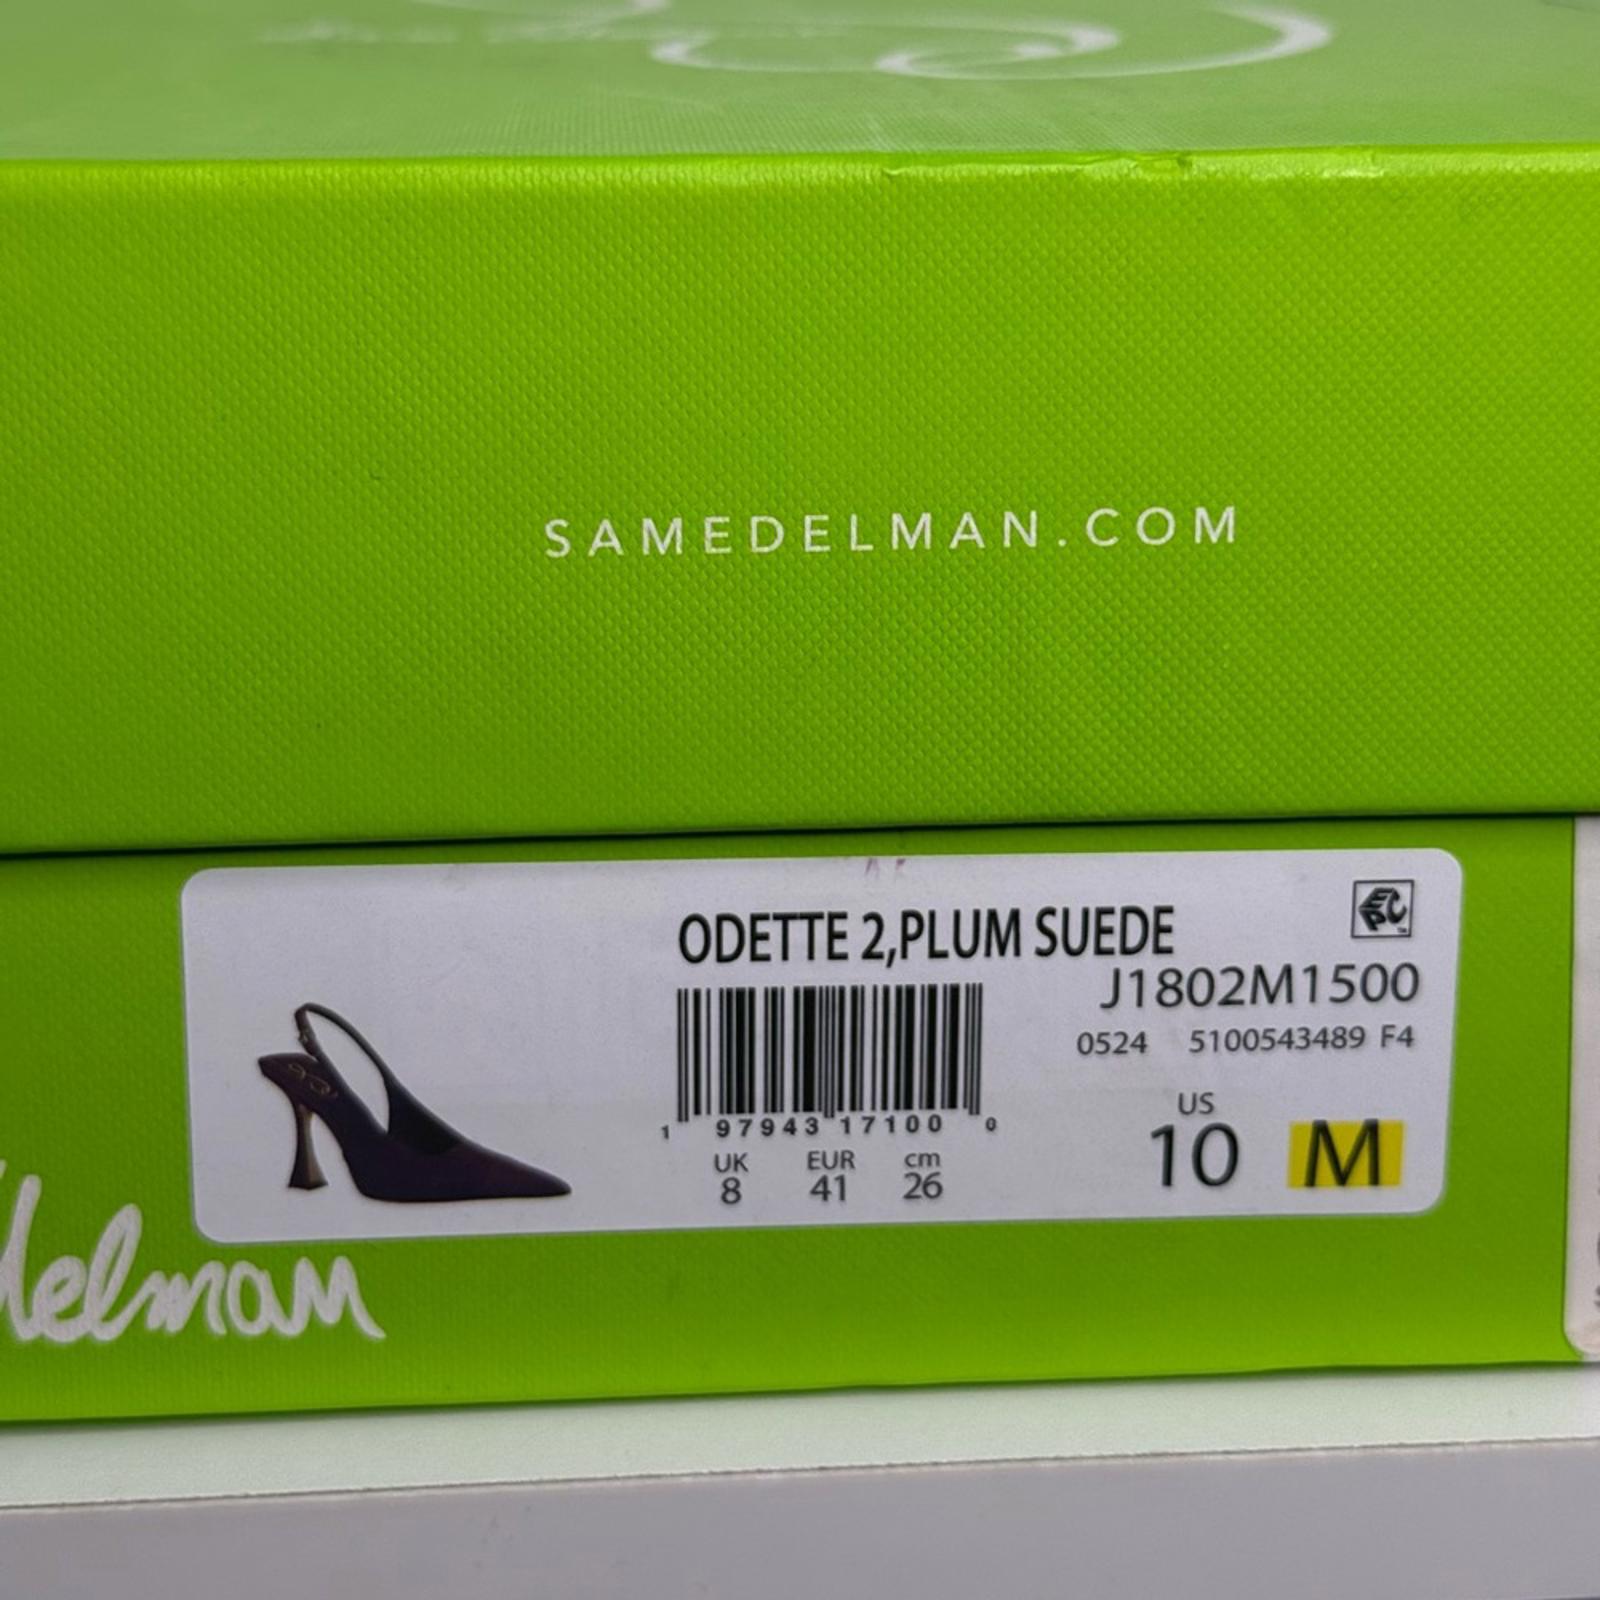 SAMEDELMAN.COM
ODETTE 2,PLUM SUEDE
J1802M1500
0524 5100543489 F4
1 97943 17100 0
UK EUR cm
8 41 26
US
10 M
EPC
delman